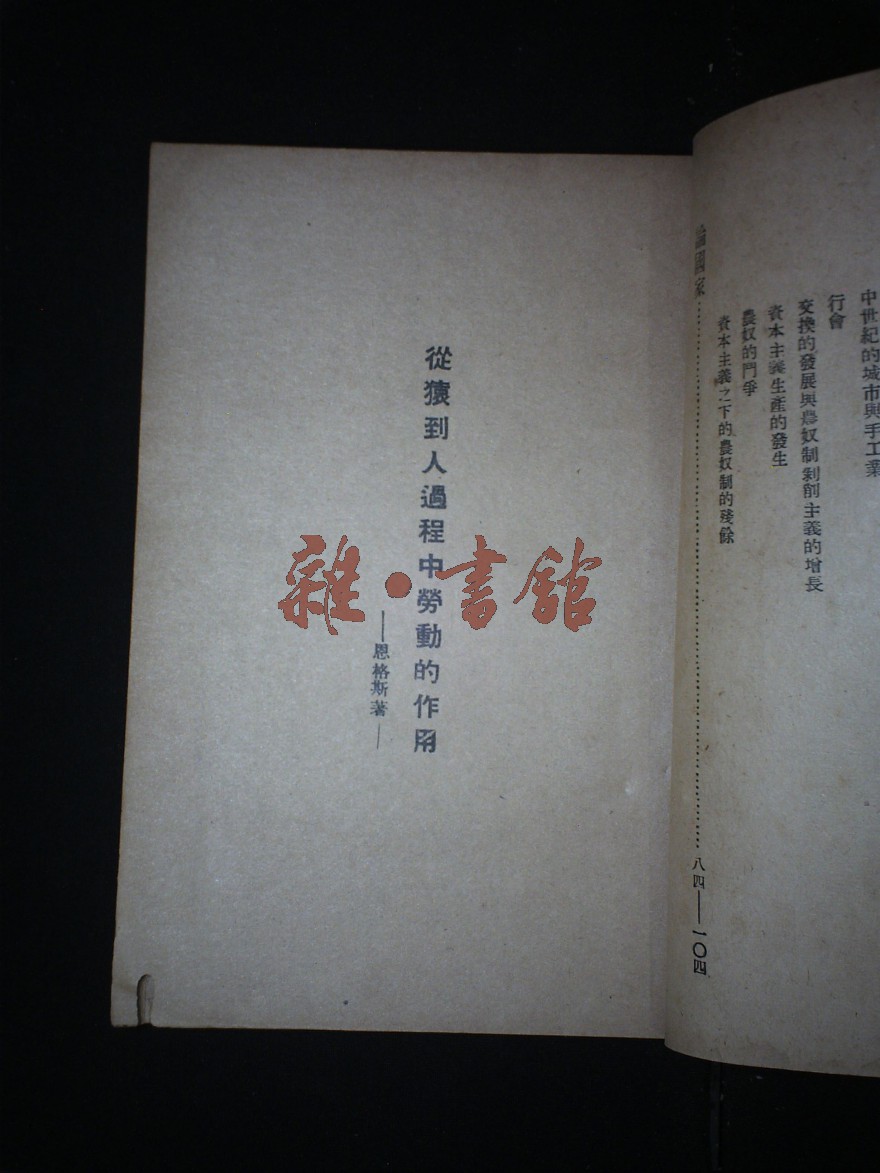 中世紀的城市與手工業
行會
交換的發展與農奴制剝削主義的增長
資本主義生產的發生
農奴的鬥爭
資本主義之下的農奴制的殘餘
論國家……八四——一〇四
從猿到人過程中勞動的作用
——恩格斯著—
雜·書館